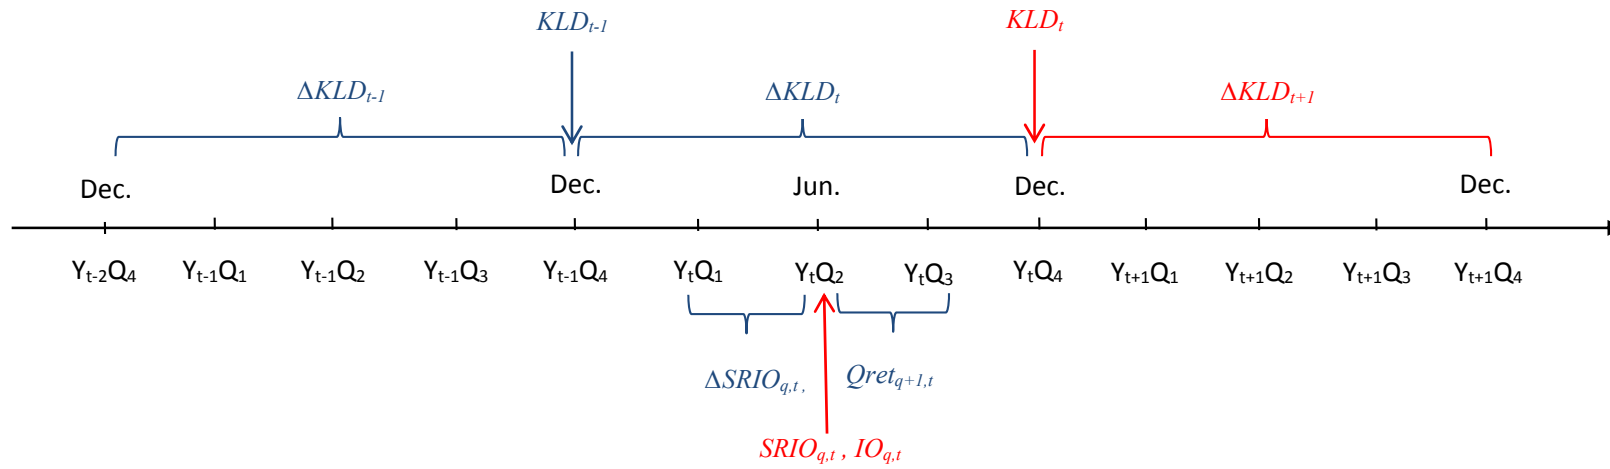 KLDt-1 KLDt
ΔKLDt-1 ΔKLDt ΔKLDt+1
Dec. Dec. Jun. Dec. Dec.
Yt-2Q4 Yt-1Q1 Yt-1Q2 Yt-1Q3 Yt-1Q4 YtQ1 YtQ2 YtQ3 YtQ4 Yt+1Q1 Yt+1Q2 Yt+1Q3 Yt+1Q4
ΔSRIOq,t , Qretq+1,t
SRIOq,t , IOq,t